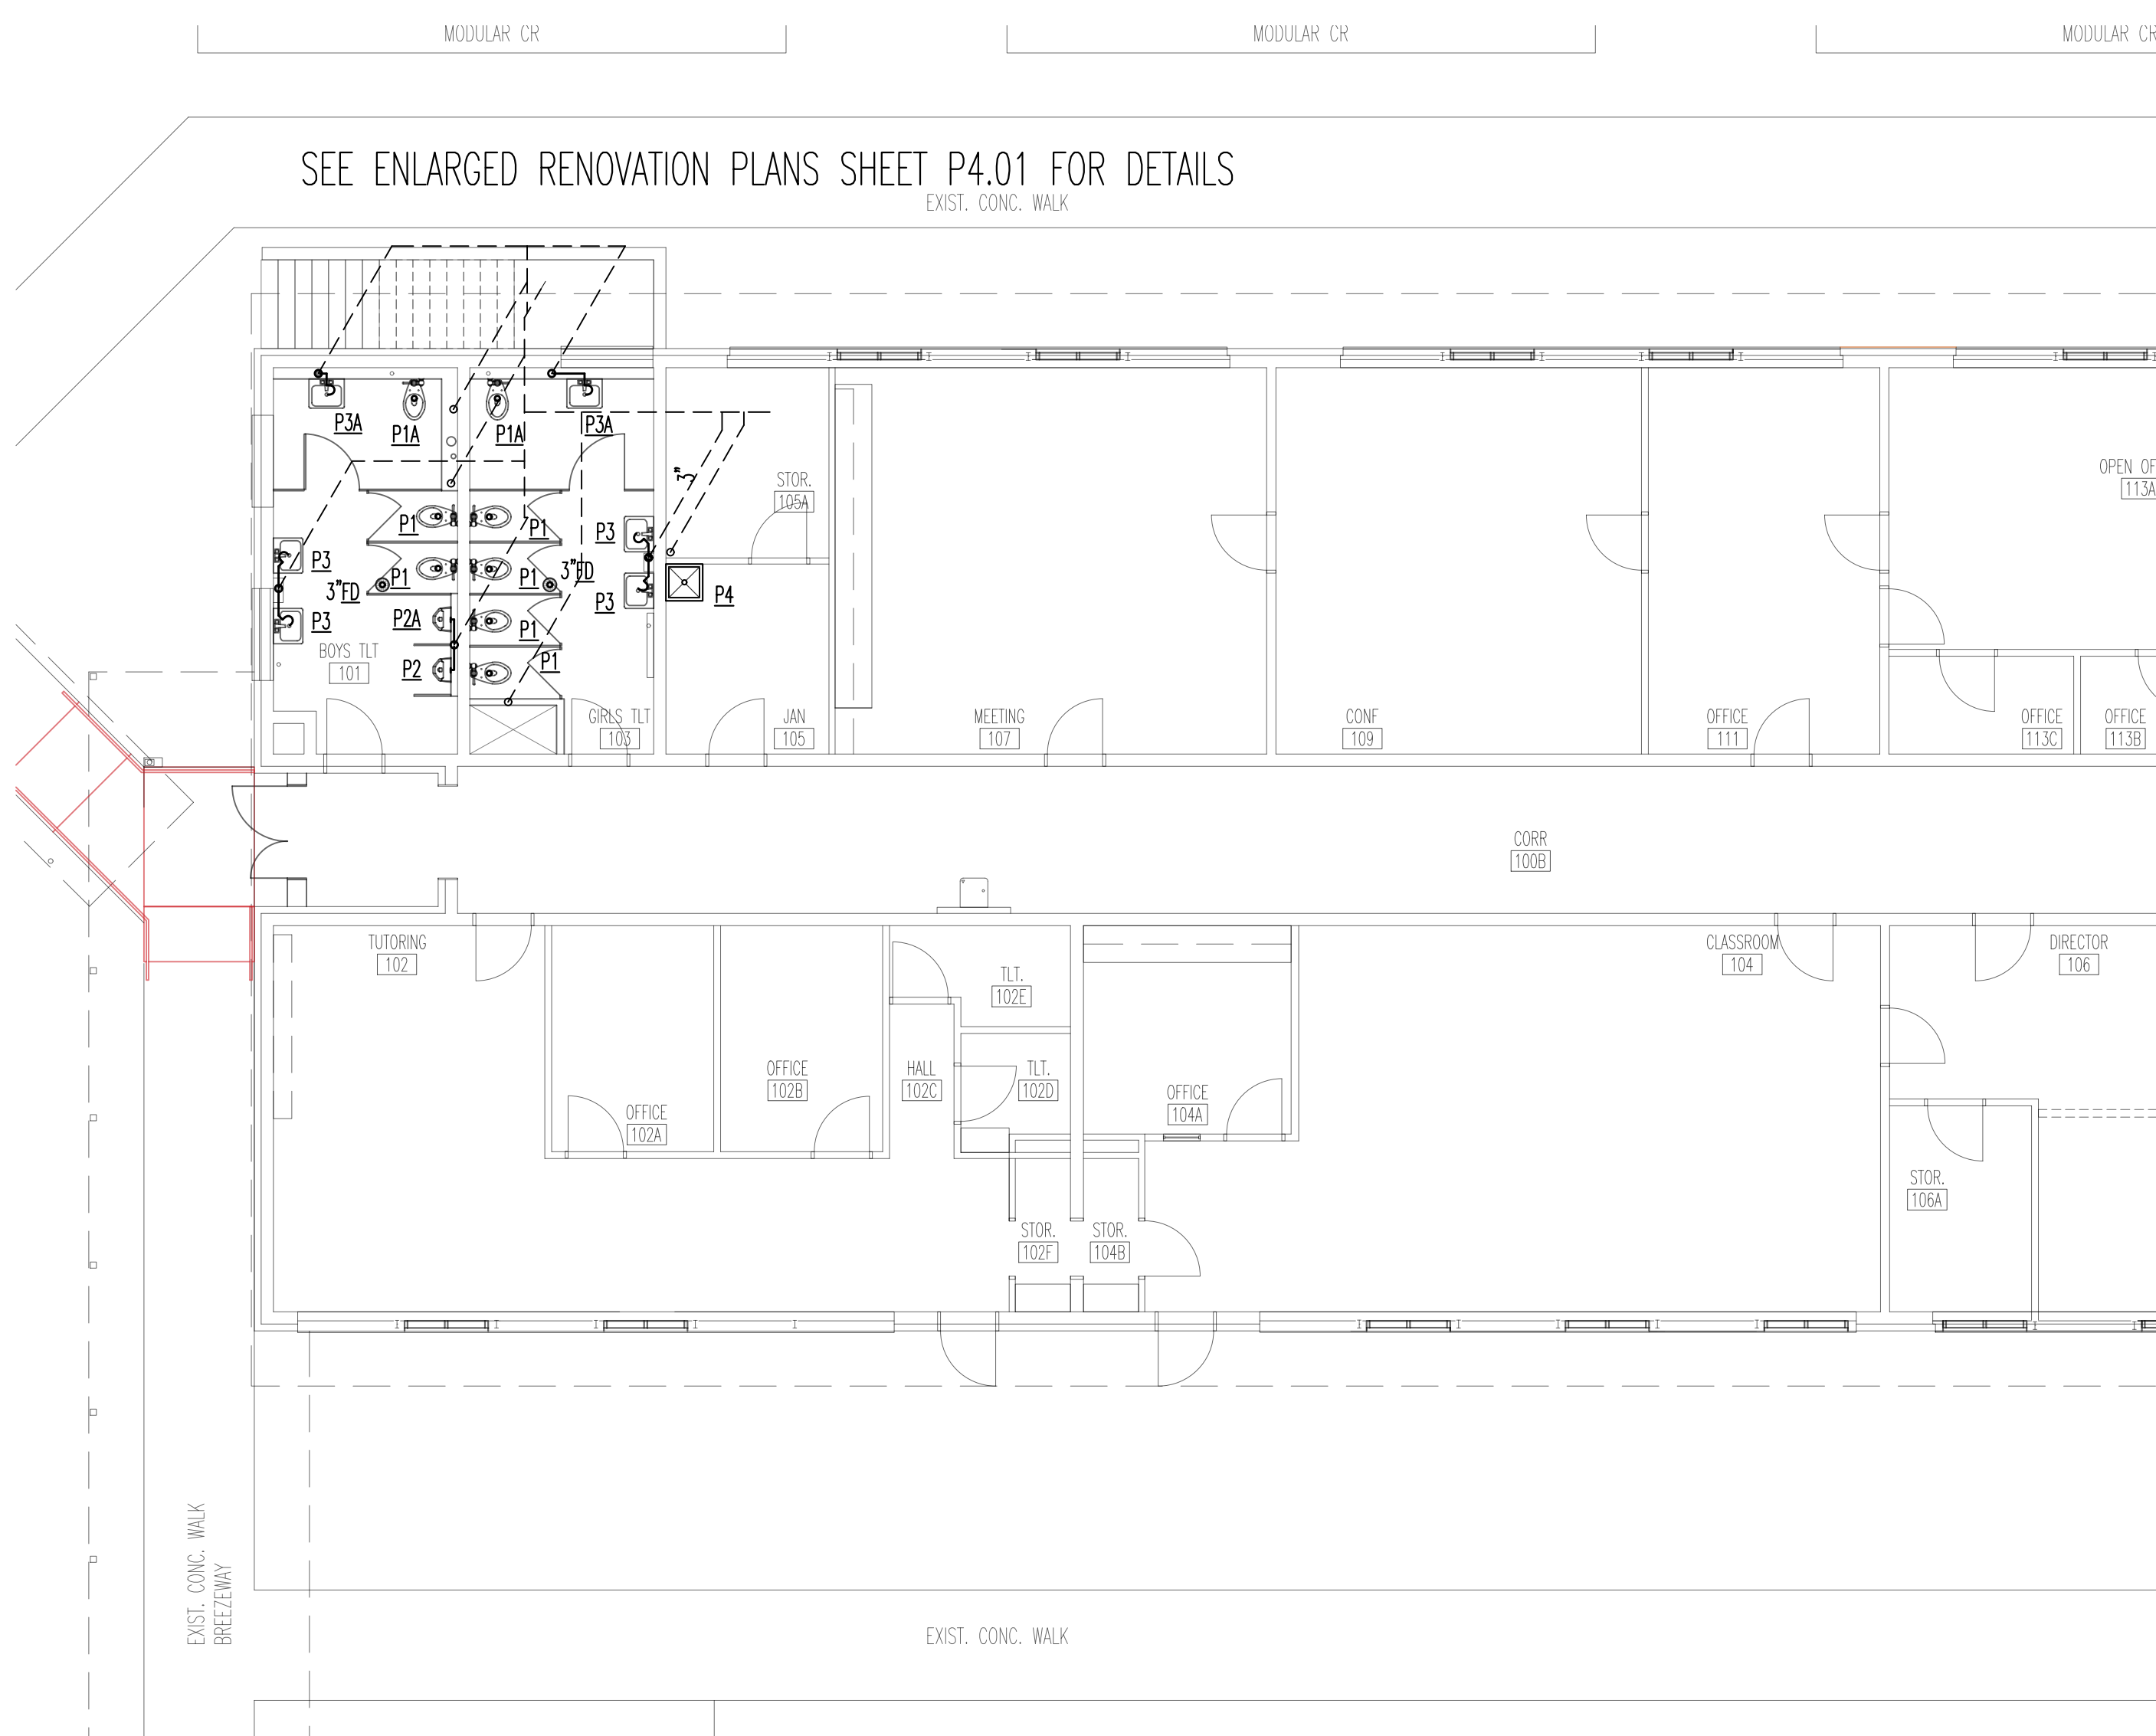 MODULAR CR
MODULAR CR
MODULAR CR
SEE ENLARGED RENOVATION PLANS SHEET P4.01 FOR DETAILS
EXIST. CONC. WALK
P3A
P1A
P1A
P3A
3"
STOR.
105A
OPEN OF
113A
P1
P1
P3
P3
3"FD
P1
P1
3"FD
P3
P4
P3
P2A
P1
BOYS TLT
101
P2
P1
GIRLS TLT
103
JAN
105
MEETING
107
CONF
109
OFFICE
111
OFFICE
113C
OFFICE
113B
CORR
100B
TUTORING
102
TLT.
102E
CLASSROOM
104
DIRECTOR
106
OFFICE
102B
HALL
102C
TLT.
102D
OFFICE
104A
OFFICE
102A
STOR.
106A
STOR.
102F
STOR.
104B
EXIST. CONC. WALK
BREEZEWAY
EXIST. CONC. WALK